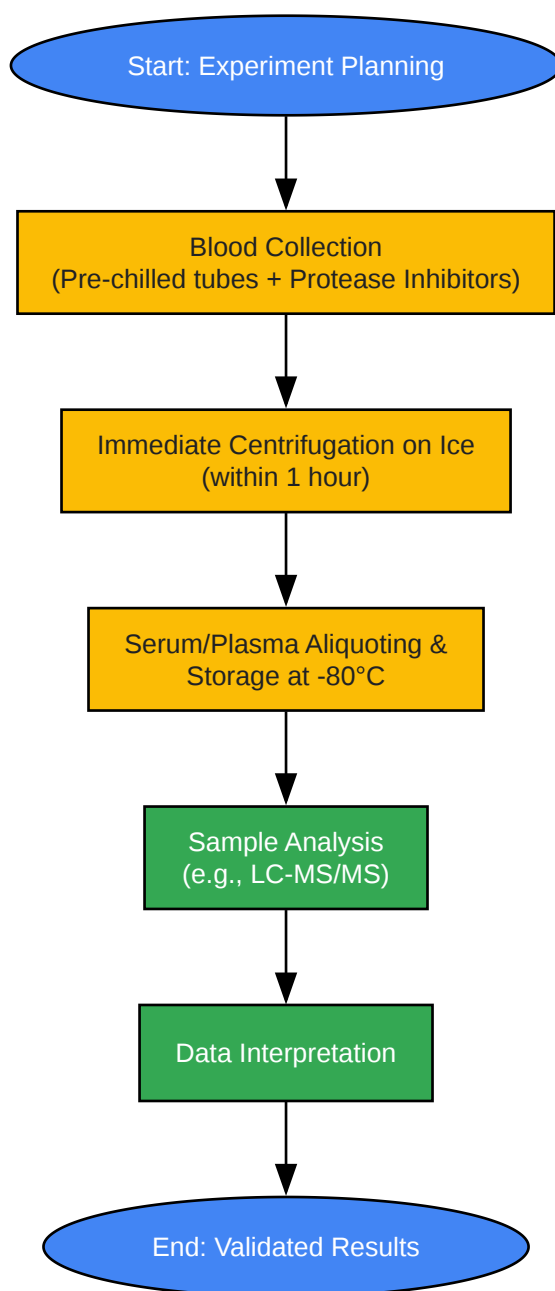 Start: Experiment Planning
Blood Collection
(Pre-chilled tubes + Protease Inhibitors)
Immediate Centrifugation on Ice
(within 1 hour)
Serum/Plasma Aliquoting &
Storage at -80°C
Sample Analysis
(e.g., LC-MS/MS)
Data Interpretation
End: Validated Results